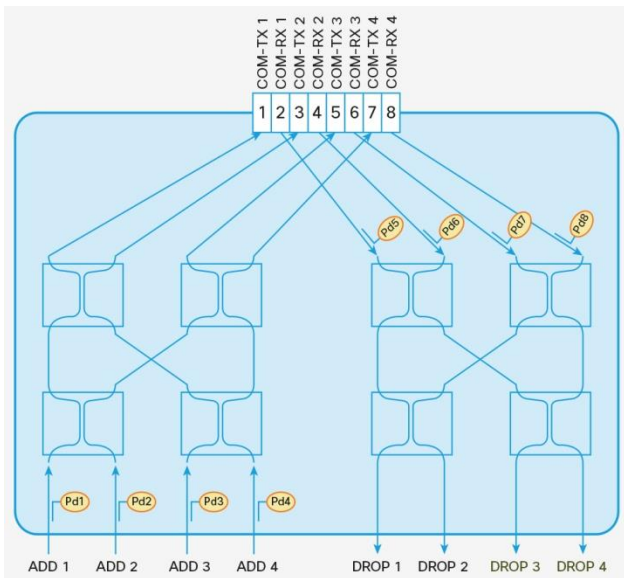 COM-TX 1
COM-RX 1
COM-TX 2
COM-RX 2
COM-TX 3
COM-RX 3
COM-TX 4
COM-RX 4
1 2 3 4 5 6 7 8
Pd5 Pd6 Pd7 Pd8
Pd1 Pd2 Pd3 Pd4
ADD 1 ADD 2 ADD 3 ADD 4 DROP 1 DROP 2 DROP 3 DROP 4